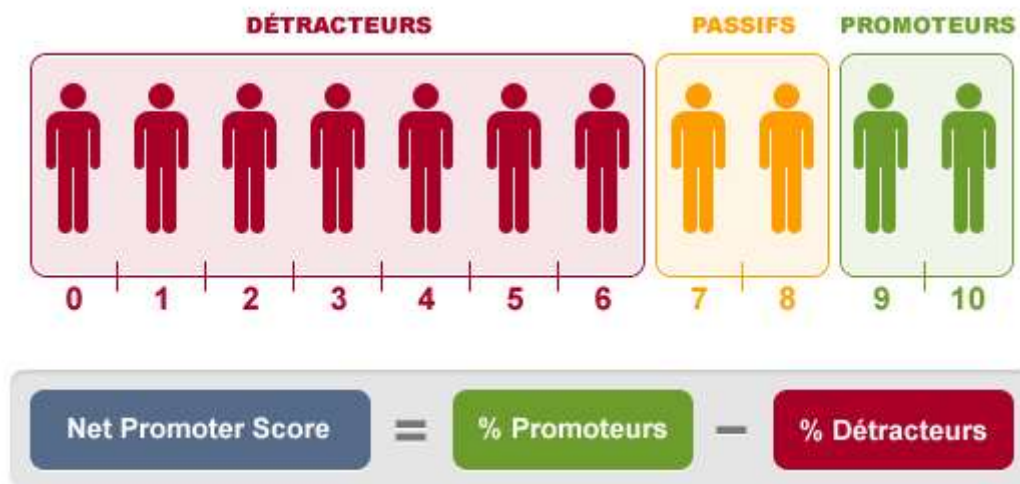 DÉTRACTEURS PASSIFS PROMOTEURS
0 1 2 3 4 5 6 7 8 9 10
Net Promoter Score = % Promoteurs − % Détracteurs